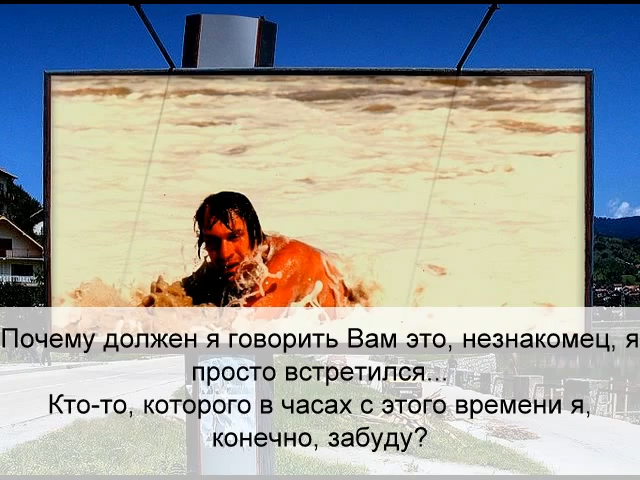 Почему должен я говорить Вам это, незнакомец, я
просто встретился...
Кто-то, которого в часах с этого времени я,
конечно, забуду?